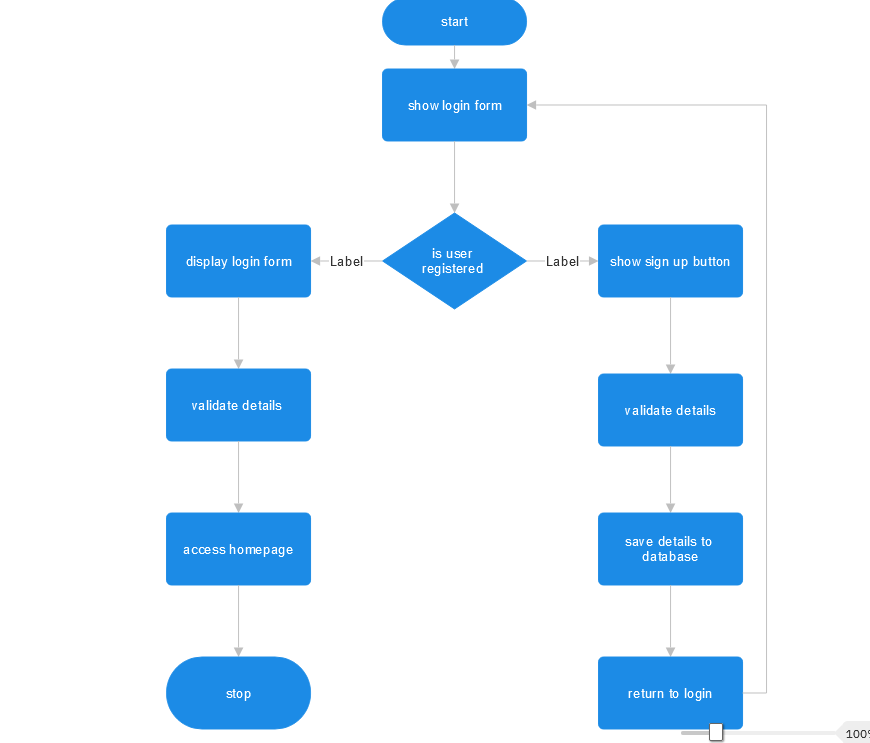 start
show login form
is user
registered
display login form
Label
Label
show sign up button
validate details
validate details
access homepage
save details to
database
stop
return to login
100%